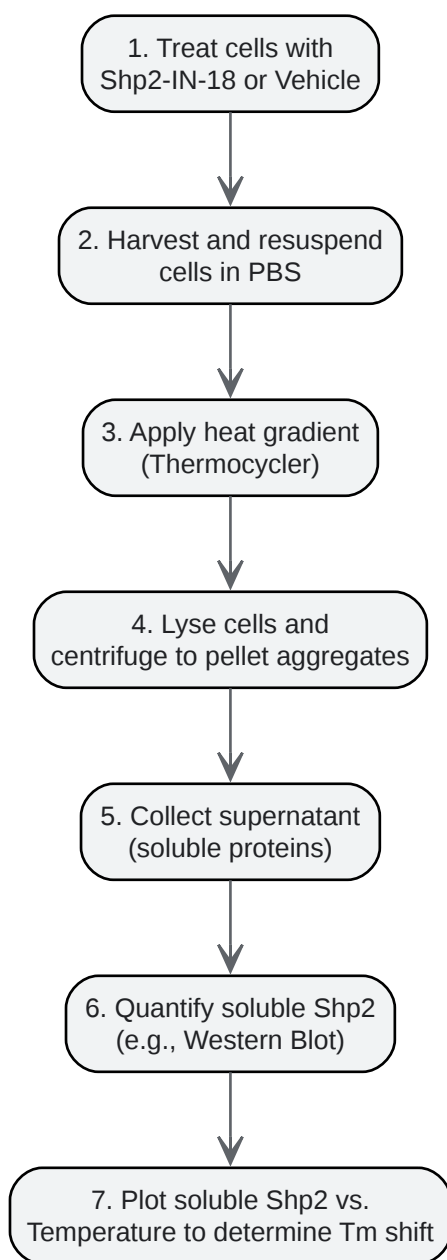 1. Treat cells with
Shp2-IN-18 or Vehicle
2. Harvest and resuspend
cells in PBS
3. Apply heat gradient
(Thermocycler)
4. Lyse cells and
centrifuge to pellet aggregates
5. Collect supernatant
(soluble proteins)
6. Quantify soluble Shp2
(e.g., Western Blot)
7. Plot soluble Shp2 vs.
Temperature to determine Tm shift